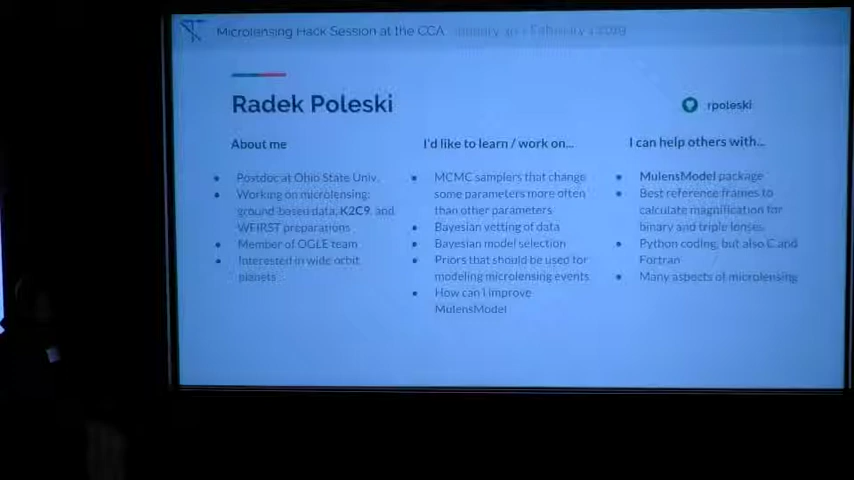 Microlensing Hack Session at the CCA
Radek Poleski
rpoleski
About me
Postdoc at Ohio State Univ.
Working on microlensing:
ground-based data, K2C9, and
WFIRST preparations
Member of OGLE team
Interested in wide orbit
planets
I'd like to learn / work on...
MCMC samplers that change
some parameters more often
than other parameters
Bayesian vetting of data
Bayesian model selection
Priors that should be used for
modeling microlensing events
How can I improve
MulensModel
I can help others with...
MulensModel package
Best reference frames to
calculate magnification for
binary and triple lenses
Python coding, but also C and
Fortran
Many aspects of microlensing